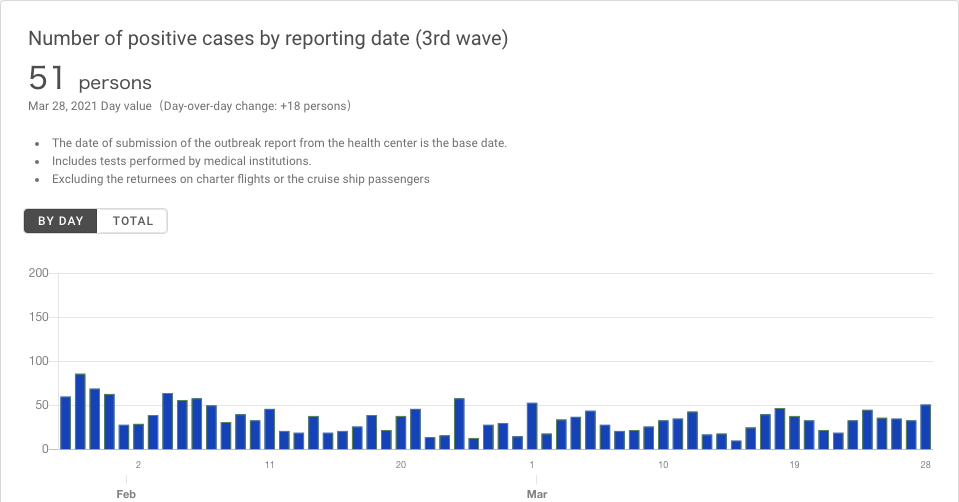 Number of positive cases by reporting date (3rd wave)
51 persons
Mar 28, 2021 Day value（Day-over-day change: +18 persons）
• The date of submission of the outbreak report from the health center is the base date.
• Includes tests performed by medical institutions.
• Excluding the returnees on charter flights or the cruise ship passengers
BY DAY TOTAL
200
150
100
50
0
2 11 20 1 10 19 28
Feb Mar